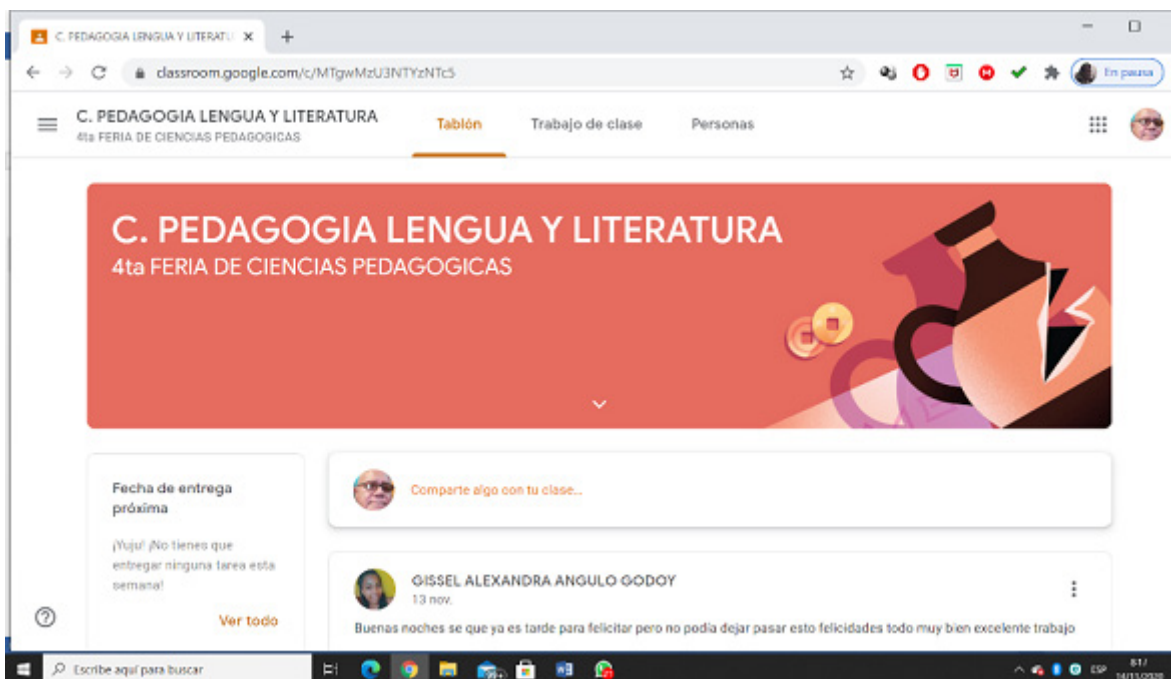 C. PEDAGOGIA LENGUA Y LITERATU
classroom.google.com/c/MTgwMzU3NTYzNTc5
En pausa
C. PEDAGOGIA LENGUA Y LITERATURA
4ta FERIA DE CIENCIAS PEDAGOGICAS
Tablón
Trabajo de clase
Personas
C. PEDAGOGIA LENGUA Y LITERATURA
4ta FERIA DE CIENCIAS PEDAGOGICAS
Fecha de entrega
próxima
¡Yuju! ¡No tienes que
entregar ninguna tarea esta
semana!
Ver todo
Comparte algo con tu clase...
GISSEL ALEXANDRA ANGULO GODOY
13 nov.
Buenas noches se que ya es tarde para felicitar pero no podía dejar pasar esto felicidades todo muy bien excelente trabajo
Escribe aquí para buscar
ESP
14/11/2020